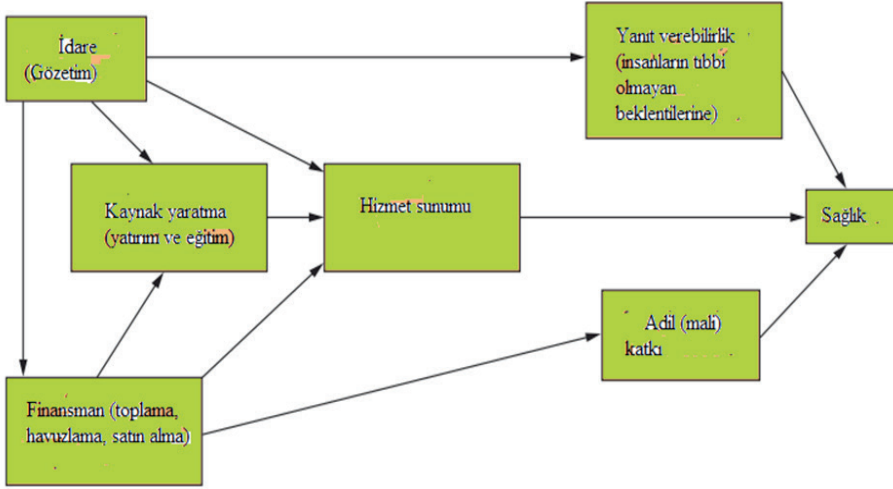 İdare
(Gözetim)
Yanıt verebilirlik
(insanların tıbbi
olmayan
beklentilerine)
Kaynak yaratma
(yatırım ve eğitim)
Hizmet sunumu
Sağlık
Adil (mali)
katkı
Finansman (toplama,
havuzlama, satın alma)